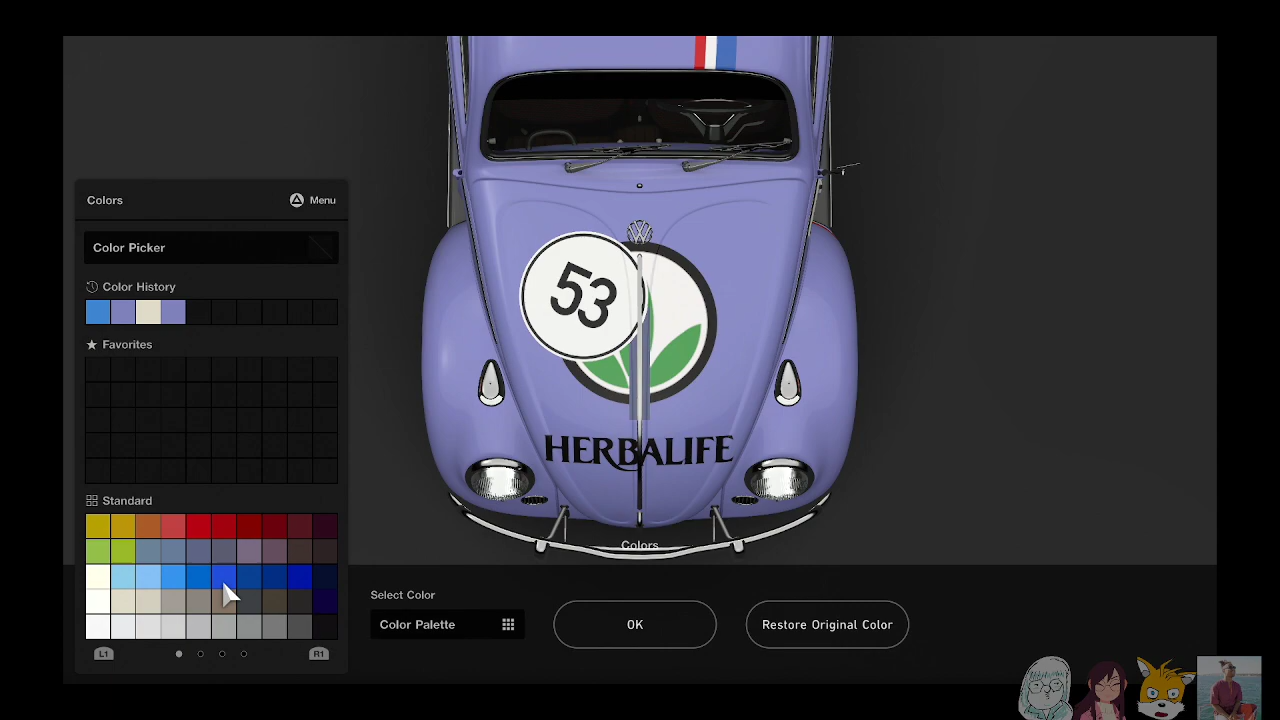 Colors
Menu
Color Picker
Color History
Favorites
Standard
L1
R1
53
HERBALIFE
Colors
Select Color
Color Palette
OK
Restore Original Color